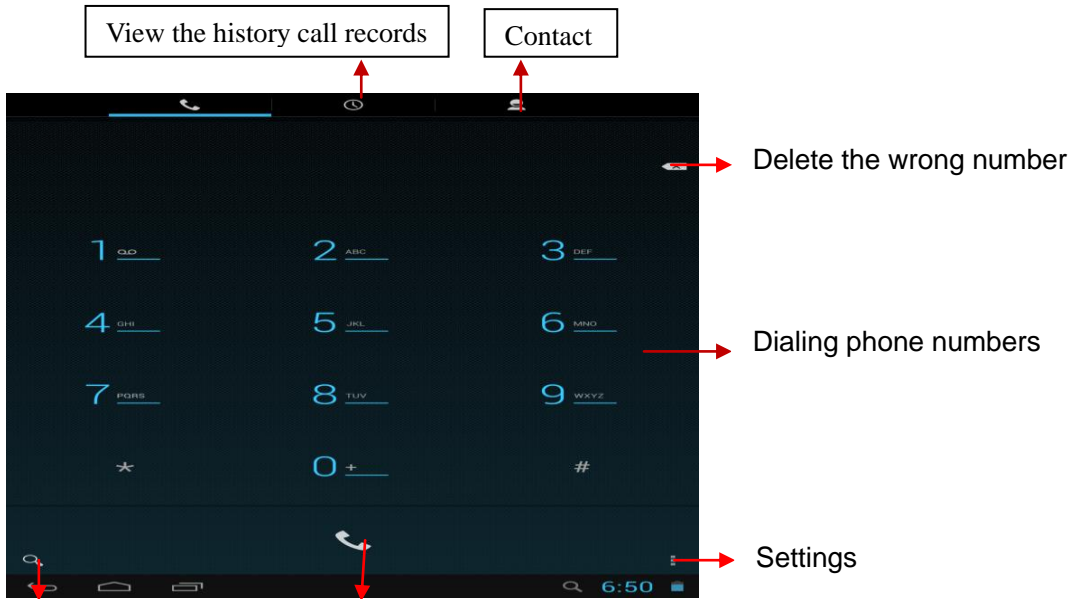 View the history call records
Contact
Delete the wrong number
1
2 ABC
3 DEF
4 GHI
5 JKL
6 MNO
Dialing phone numbers
7 PQRS
8 TUV
9 WXYZ
*
0 +
#
Settings
6:50